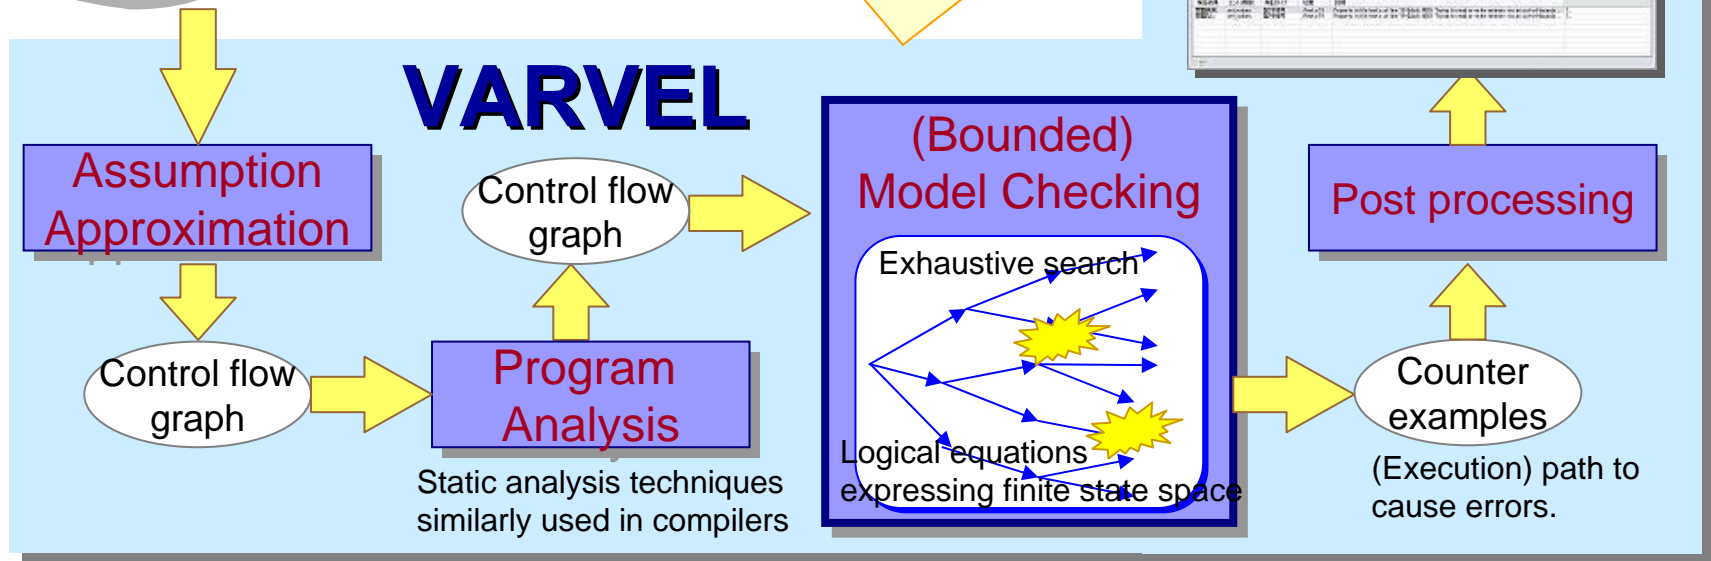 VARVEL
Assumption
Approximation
Control flow
graph
Program
Analysis
Static analysis techniques
similarly used in compilers
Control flow
graph
(Bounded)
Model Checking
Exhaustive search
Logical equations
expressing finite state space
Counter
examples
(Execution) path to
cause errors.
Post processing